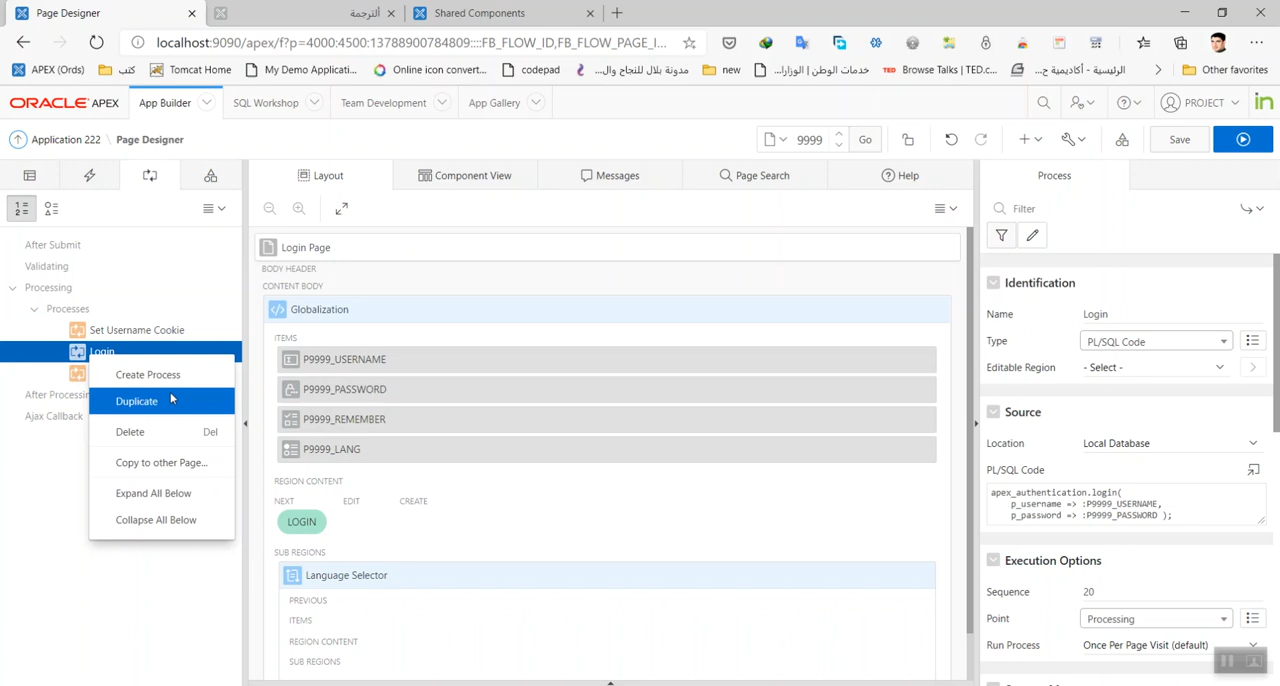 Page Designer
ألترجمة
Shared Components
localhost:9090/apex/f?p=4000:4500:13788900784809::::FB_FLOW_ID,FB_FLOW_PAGE_I...
APEX (Ords)
كتب
Tomcat Home
My Demo Applicati...
Online icon convert...
codepad
مدونة بلال للنجاح وال...
new
خدمات الوطن | الوزارا...
TED
Browse Talks | TED.c...
الرئيسية - أكاديمية ح...
Other favorites
ORACLE APEX
App Builder
SQL Workshop
Team Development
App Gallery
PROJECT
in
Application 222
Page Designer
9999
Go
Save
Layout
Component View
Messages
Page Search
Help
Process
Filter
After Submit
Validating
Processing
Processes
Set Username Cookie
Login
After Processin
Ajax Callback
Create Process
Duplicate
Delete Del
Copy to other Page...
Expand All Below
Collapse All Below
Login Page
BODY HEADER
CONTENT BODY
Globalization
ITEMS
P9999_USERNAME
P9999_PASSWORD
P9999_REMEMBER
P9999_LANG
REGION CONTENT
NEXT EDIT CREATE
LOGIN
SUB REGIONS
Language Selector
PREVIOUS
ITEMS
REGION CONTENT
SUB REGIONS
Identification
Name Login
Type PL/SQL Code
Editable Region - Select -
Source
Location Local Database
PL/SQL Code
apex_authentication.login(
p_username => :P9999_USERNAME,
p_password => :P9999_PASSWORD );
Execution Options
Sequence 20
Point Processing
Run Process Once Per Page Visit (default)